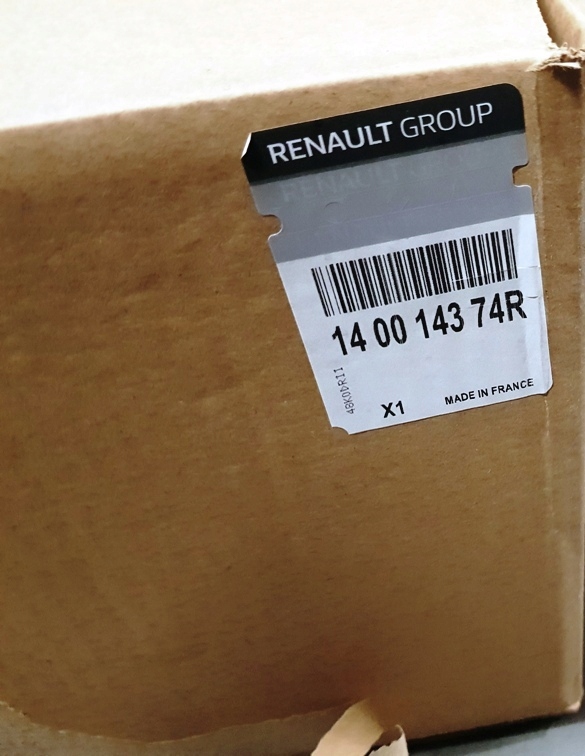 RENAULT GROUP
14 00 143 74R
X1
MADE IN FRANCE